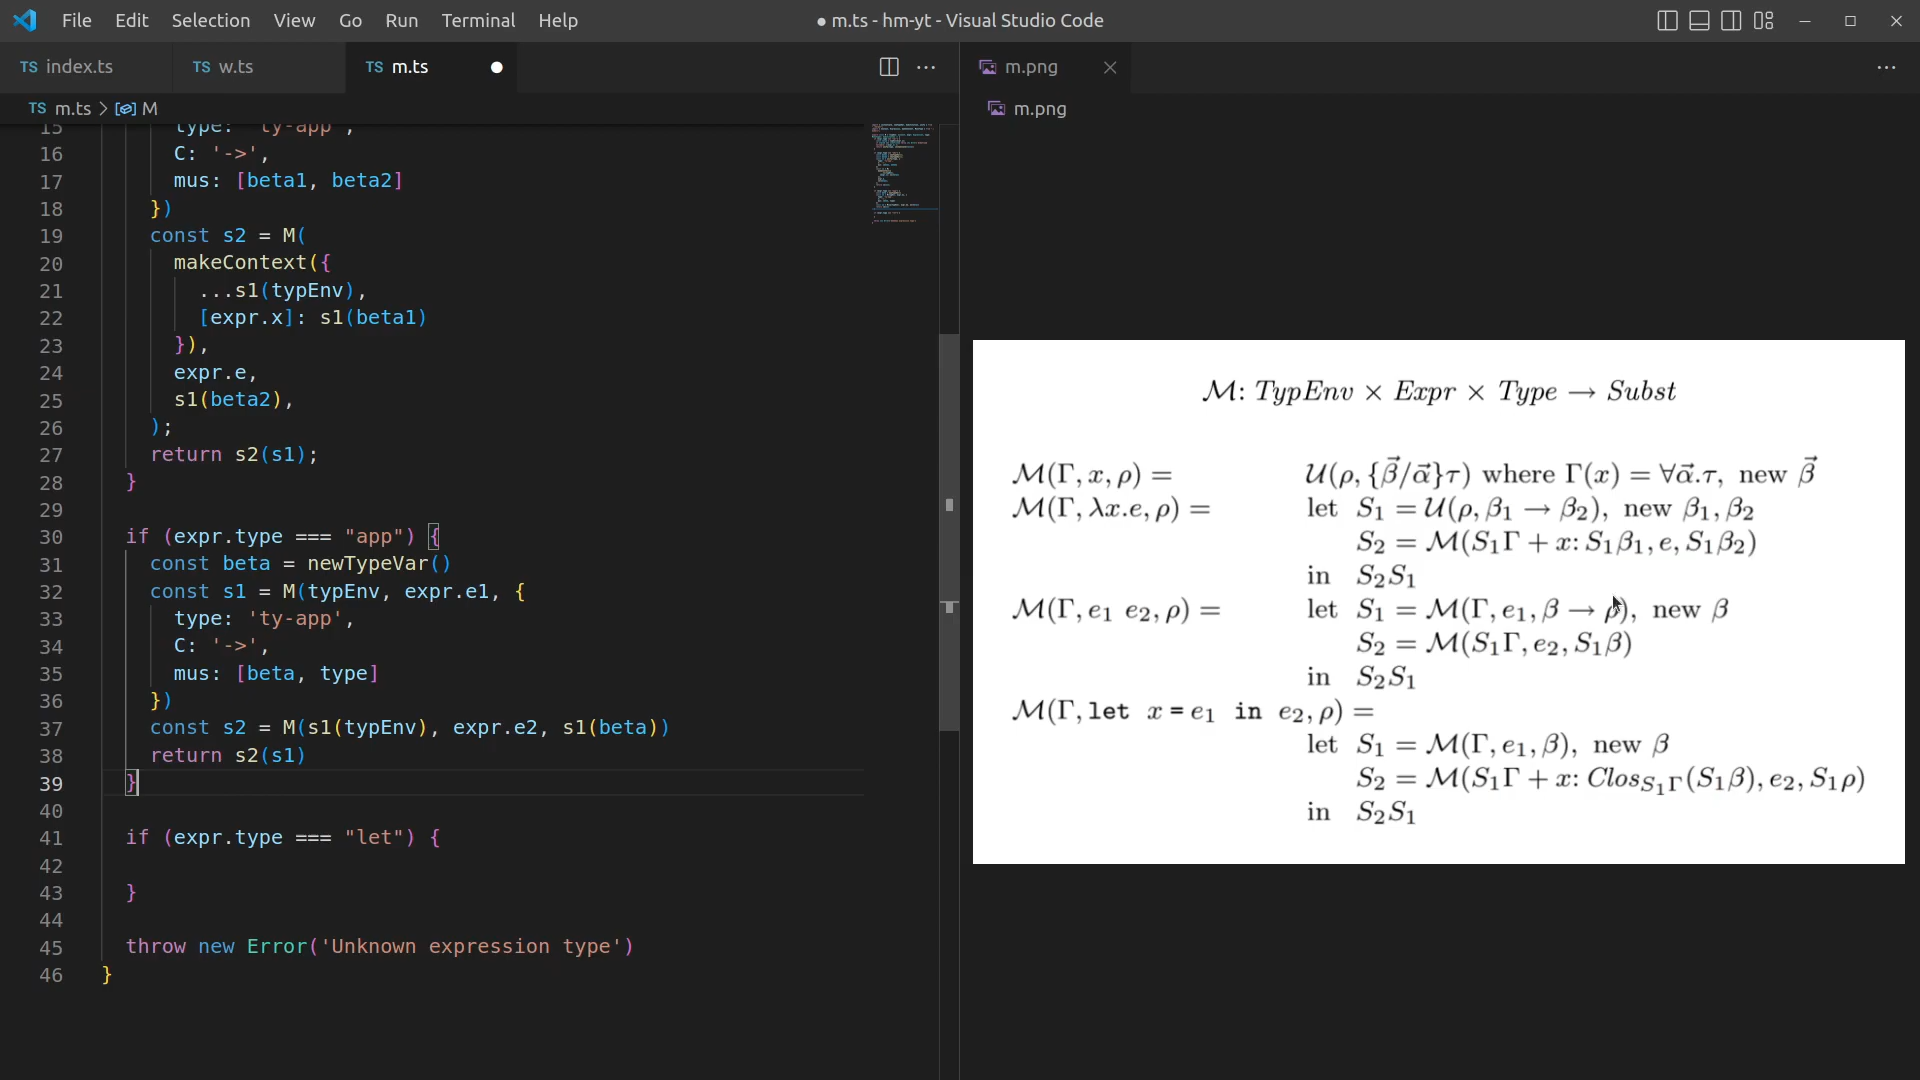 File Edit Selection View Go Run Terminal Help
● m.ts - hm-yt - Visual Studio Code
TS index.ts
TS w.ts
TS m.ts
m.png
TS m.ts > M
m.png
15 type: 'ty-app',
16 C: '->',
17 mus: [beta1, beta2]
18 })
19 const s2 = M(
20 makeContext({
21 ...s1(typEnv),
22 [expr.x]: s1(beta1)
23 }),
24 expr.e,
25 s1(beta2),
26 );
27 return s2(s1);
28 }
29
30 if (expr.type === "app") {
31 const beta = newTypeVar()
32 const s1 = M(typEnv, expr.e1, {
33 type: 'ty-app',
34 C: '->',
35 mus: [beta, type]
36 })
37 const s2 = M(s1(typEnv), expr.e2, s1(beta))
38 return s2(s1)
39 }
40
41 if (expr.type === "let") {
42
43 }
44
45 throw new Error('Unknown expression type')
46 }
ℳ: TypEnv × Expr × Type → Subst
ℳ(Γ, x, ρ) = 𝒰(ρ, {β⃗/α⃗}τ) where Γ(x) = ∀α⃗.τ, new β⃗
ℳ(Γ, λx.e, ρ) = let S₁ = 𝒰(ρ, β₁ → β₂), new β₁, β₂
S₂ = ℳ(S₁Γ + x: S₁β₁, e, S₁β₂)
in S₂S₁
ℳ(Γ, e₁ e₂, ρ) = let S₁ = ℳ(Γ, e₁, β → ρ), new β
S₂ = ℳ(S₁Γ, e₂, S₁β)
in S₂S₁
ℳ(Γ, let x = e₁ in e₂, ρ) =
let S₁ = ℳ(Γ, e₁, β), new β
S₂ = ℳ(S₁Γ + x: Clos_{S₁Γ}(S₁β), e₂, S₁ρ)
in S₂S₁